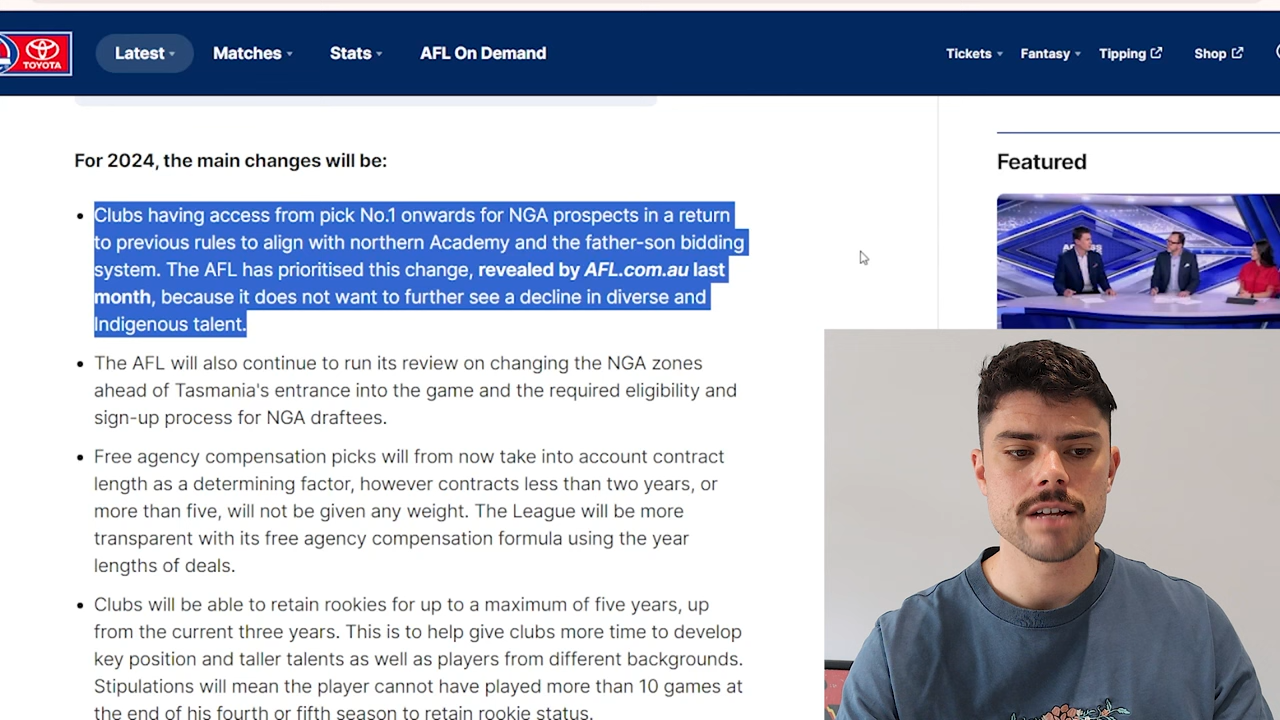 TOYOTA
Latest
Matches
Stats
AFL On Demand
Tickets
Fantasy
Tipping
Shop
For 2024, the main changes will be:
Clubs having access from pick No.1 onwards for NGA prospects in a return
to previous rules to align with northern Academy and the father-son bidding
system. The AFL has prioritised this change, revealed by AFL.com.au last
month, because it does not want to further see a decline in diverse and
Indigenous talent.
The AFL will also continue to run its review on changing the NGA zones
ahead of Tasmania's entrance into the game and the required eligibility and
sign-up process for NGA draftees.
Free agency compensation picks will from now take into account contract
length as a determining factor, however contracts less than two years, or
more than five, will not be given any weight. The League will be more
transparent with its free agency compensation formula using the year
lengths of deals.
Clubs will be able to retain rookies for up to a maximum of five years, up
from the current three years. This is to help give clubs more time to develop
key position and taller talents as well as players from different backgrounds.
Stipulations will mean the player cannot have played more than 10 games at
the end of his fourth or fifth season to retain rookie status.
Featured